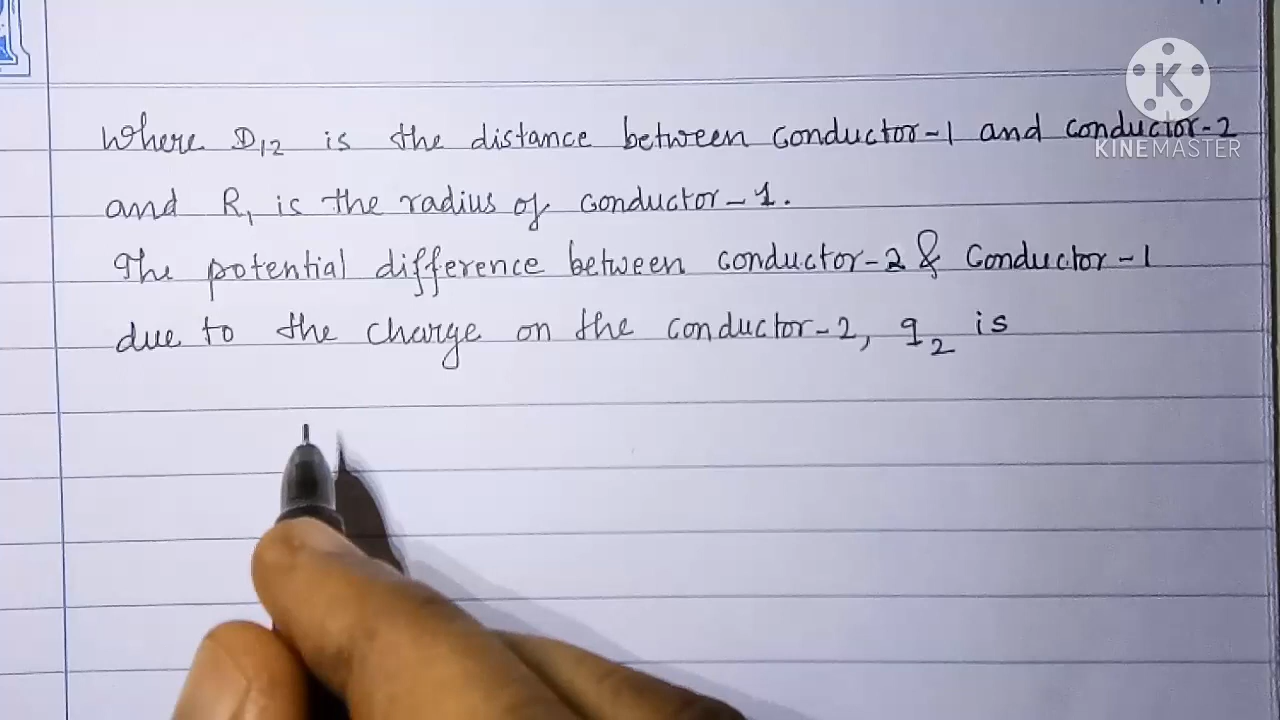 K
KINEMASTER
Where D12 is the distance between conductor-1 and conductor-2
and R1 is the radius of conductor-1.
The potential difference between conductor-2 & Conductor-1
due to the charge on the conductor-2, q2 is